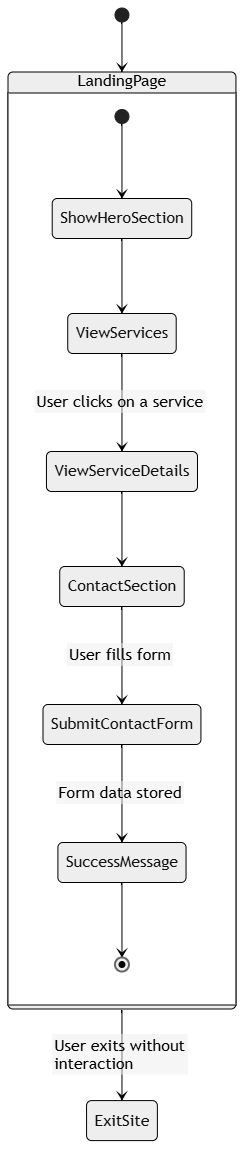 LandingPage
ShowHeroSection
ViewServices
User clicks on a service
ViewServiceDetails
ContactSection
User fills form
SubmitContactForm
Form data stored
SuccessMessage
User exits without
interaction
ExitSite